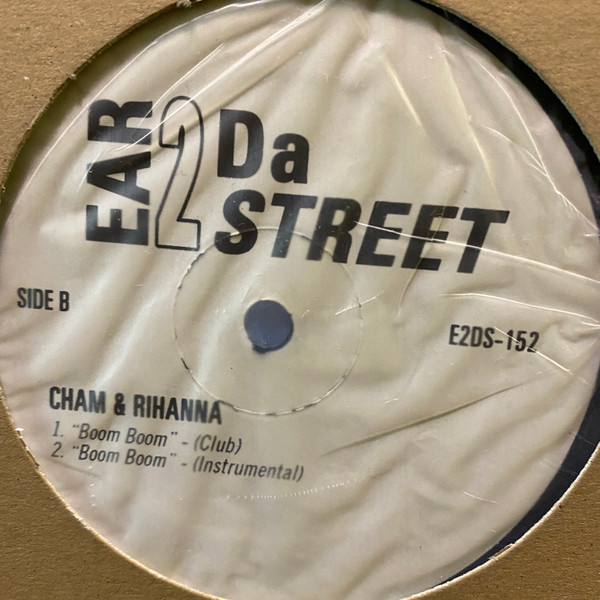 EAR 2 Da
STREET
SIDE B
E2DS-152
CHAM & RIHANNA
1. "Boom Boom" - (Club)
2. "Boom Boom" - (Instrumental)